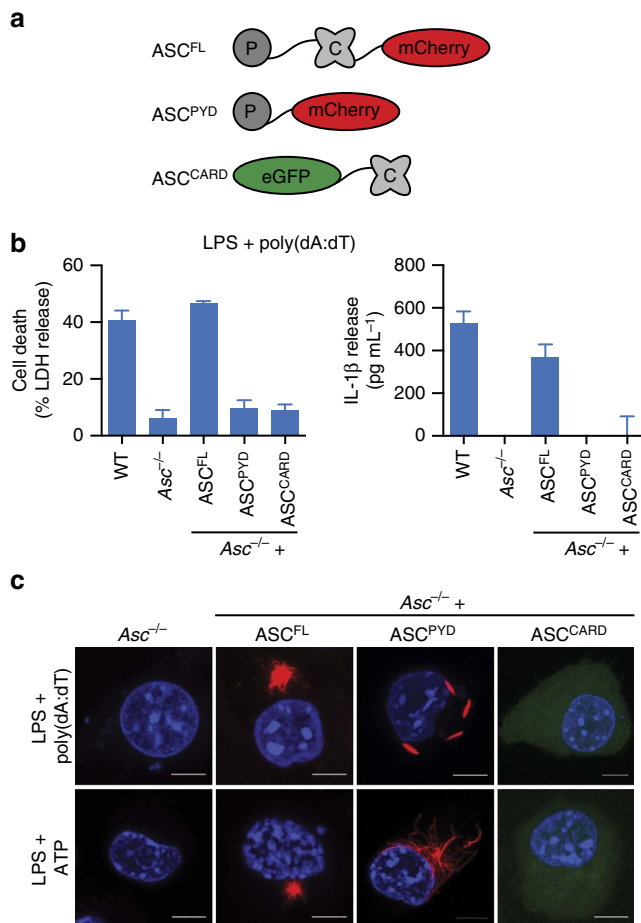 a
ASC^FL P C mCherry
ASC^PYD P mCherry
ASC^CARD eGFP C
b
LPS + poly(dA:dT)
Cell death
(% LDH release)
60
40
20
0
WT
Asc^−/−
ASC^FL
ASC^PYD
ASC^CARD
Asc^−/− +
IL-1β release
(pg mL^−1)
800
600
400
200
0
WT
Asc^−/−
ASC^FL
ASC^PYD
ASC^CARD
Asc^−/− +
c
Asc^−/− +
Asc^−/− ASC^FL ASC^PYD ASC^CARD
LPS +
poly(dA:dT)
LPS +
ATP